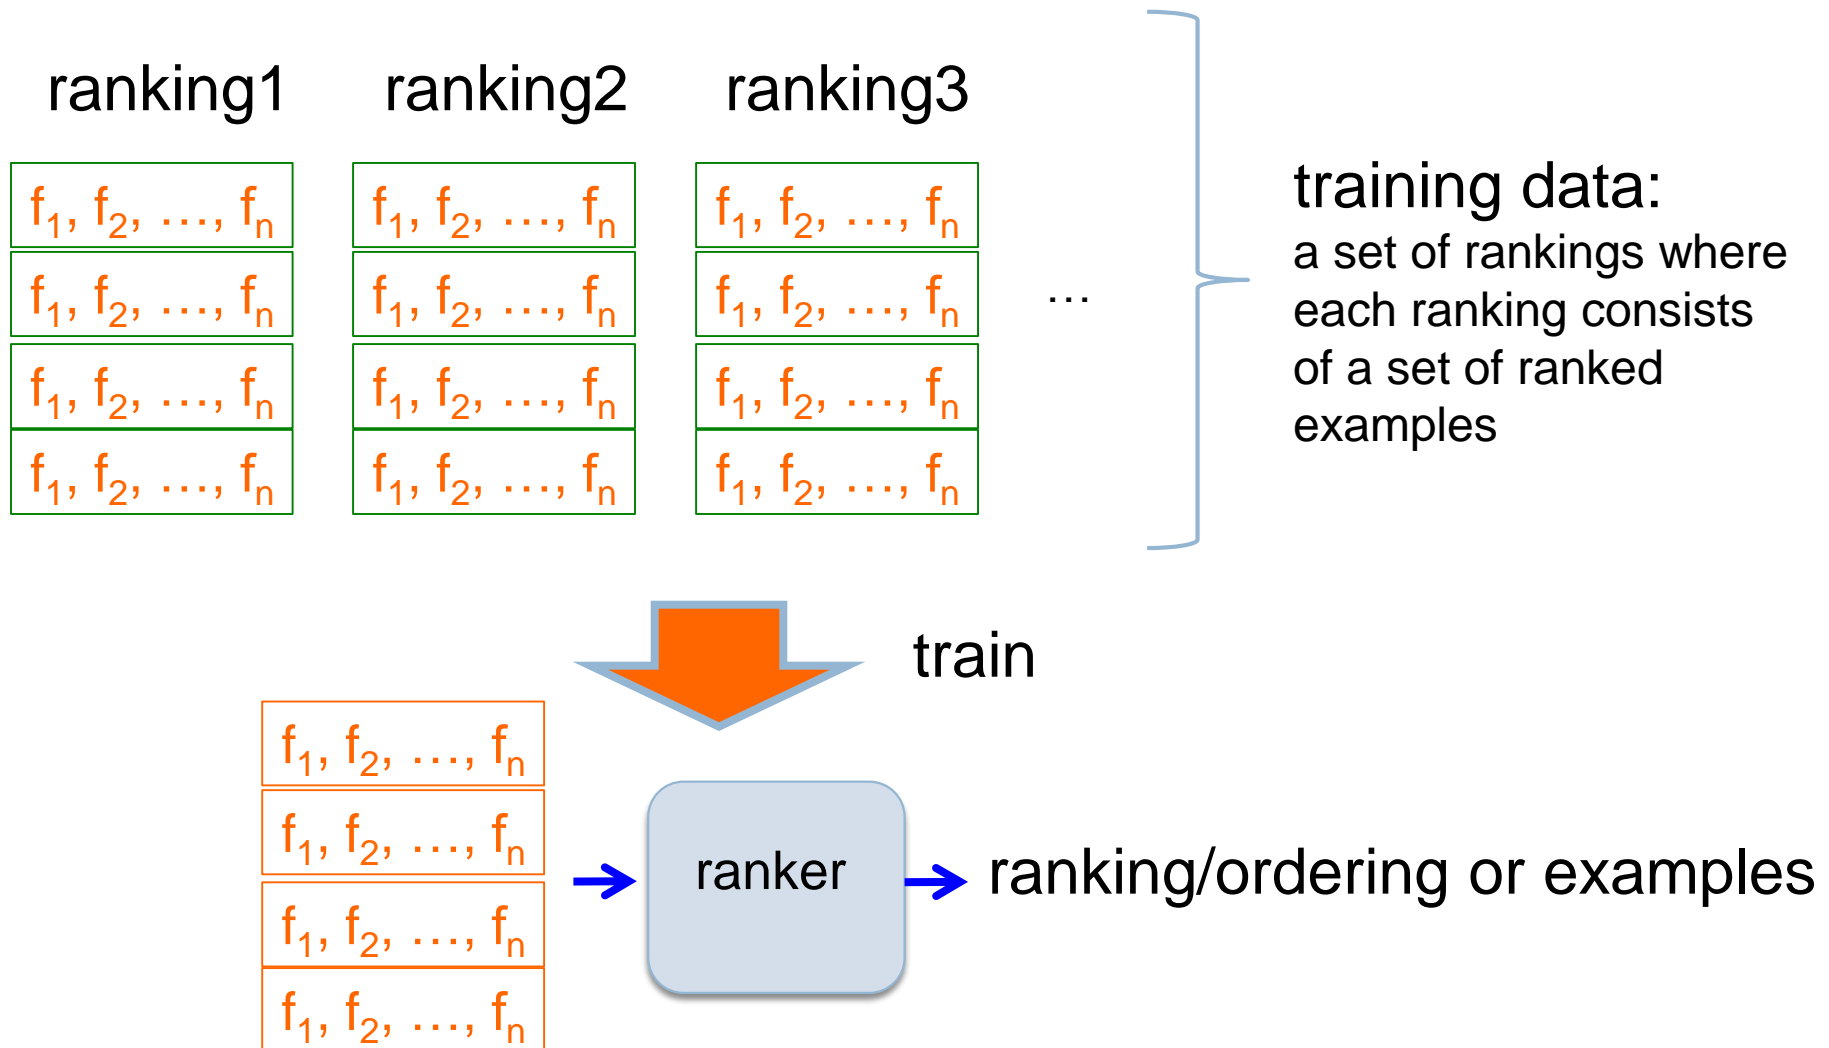 ranking1 ranking2 ranking3
f1, f2, …, fn f1, f2, …, fn f1, f2, …, fn
f1, f2, …, fn f1, f2, …, fn f1, f2, …, fn
f1, f2, …, fn f1, f2, …, fn f1, f2, …, fn
f1, f2, …, fn f1, f2, …, fn f1, f2, …, fn
…
training data:
a set of rankings where
each ranking consists
of a set of ranked
examples
train
f1, f2, …, fn
f1, f2, …, fn
f1, f2, …, fn
f1, f2, …, fn
ranker
ranking/ordering or examples